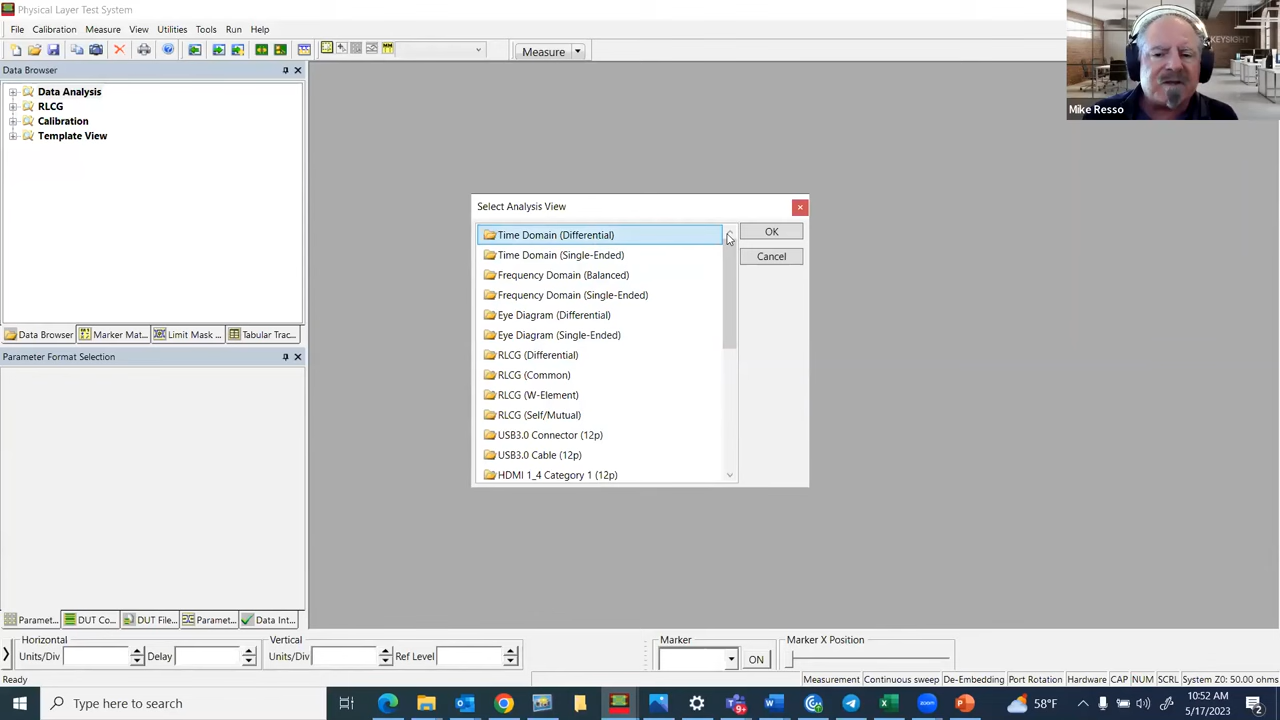 Physical Layer Test System
File Calibration Measure View Utilities Tools Run Help
Measure
KEYSIGHT
Mike Resso
Data Browser
Data Analysis
RLCG
Calibration
Template View
Select Analysis View
Time Domain (Differential)
Time Domain (Single-Ended)
Frequency Domain (Balanced)
Frequency Domain (Single-Ended)
Eye Diagram (Differential)
Eye Diagram (Single-Ended)
RLCG (Differential)
RLCG (Common)
RLCG (W-Element)
RLCG (Self/Mutual)
USB3.0 Connector (12p)
USB3.0 Cable (12p)
HDMI 1_4 Category 1 (12p)
OK
Cancel
Data Browser Marker Mat... Limit Mask ... Tabular Trac...
Parameter Format Selection
Paramet... DUT Co... DUT File... Paramet... Data Int...
Horizontal
Units/Div Delay
Vertical
Units/Div Ref Level
Marker
ON
Marker X Position
Ready
Measurement Continuous sweep De-Embedding Port Rotation Hardware CAP NUM SCRL System Z0: 50.00 ohms
Type here to search
58°F
10:52 AM
5/17/2023